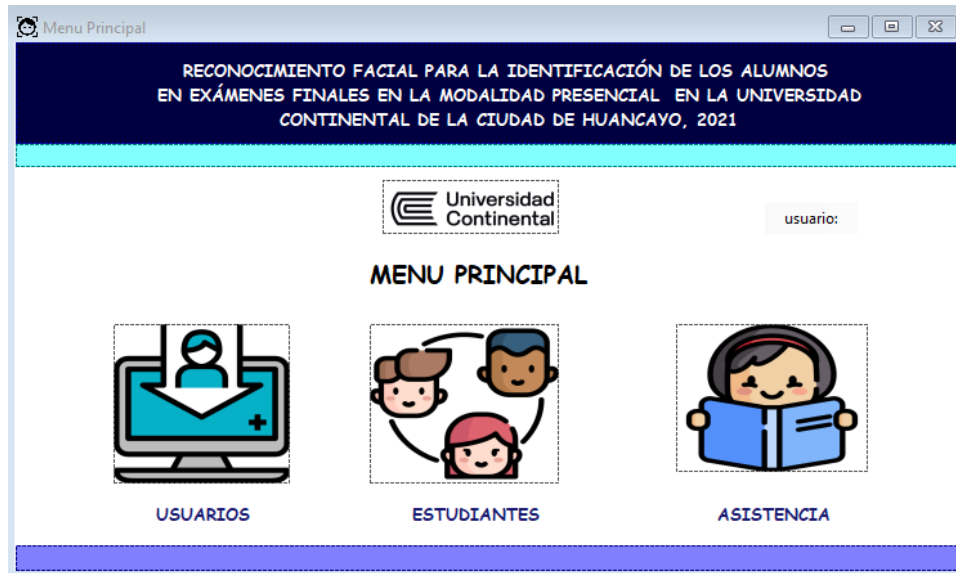 Menu Principal
RECONOCIMIENTO FACIAL PARA LA IDENTIFICACIÓN DE LOS ALUMNOS
EN EXÁMENES FINALES EN LA MODALIDAD PRESENCIAL EN LA UNIVERSIDAD
CONTINENTAL DE LA CIUDAD DE HUANCAYO, 2021
Universidad
Continental
usuario:
MENU PRINCIPAL
USUARIOS
ESTUDIANTES
ASISTENCIA